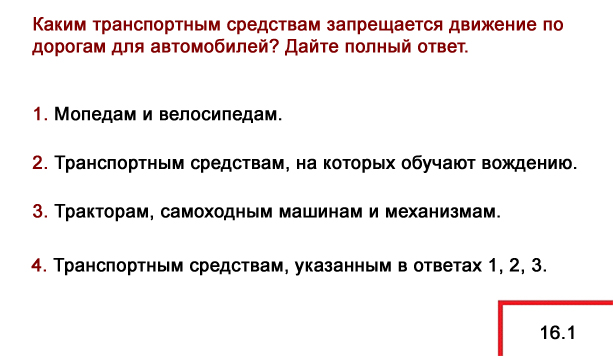 Каким транспортным средствам запрещается движение по
дорогам для автомобилей? Дайте полный ответ.
1. Мопедам и велосипедам.
2. Транспортным средствам, на которых обучают вождению.
3. Тракторам, самоходным машинам и механизмам.
4. Транспортным средствам, указанным в ответах 1, 2, 3.
16.1